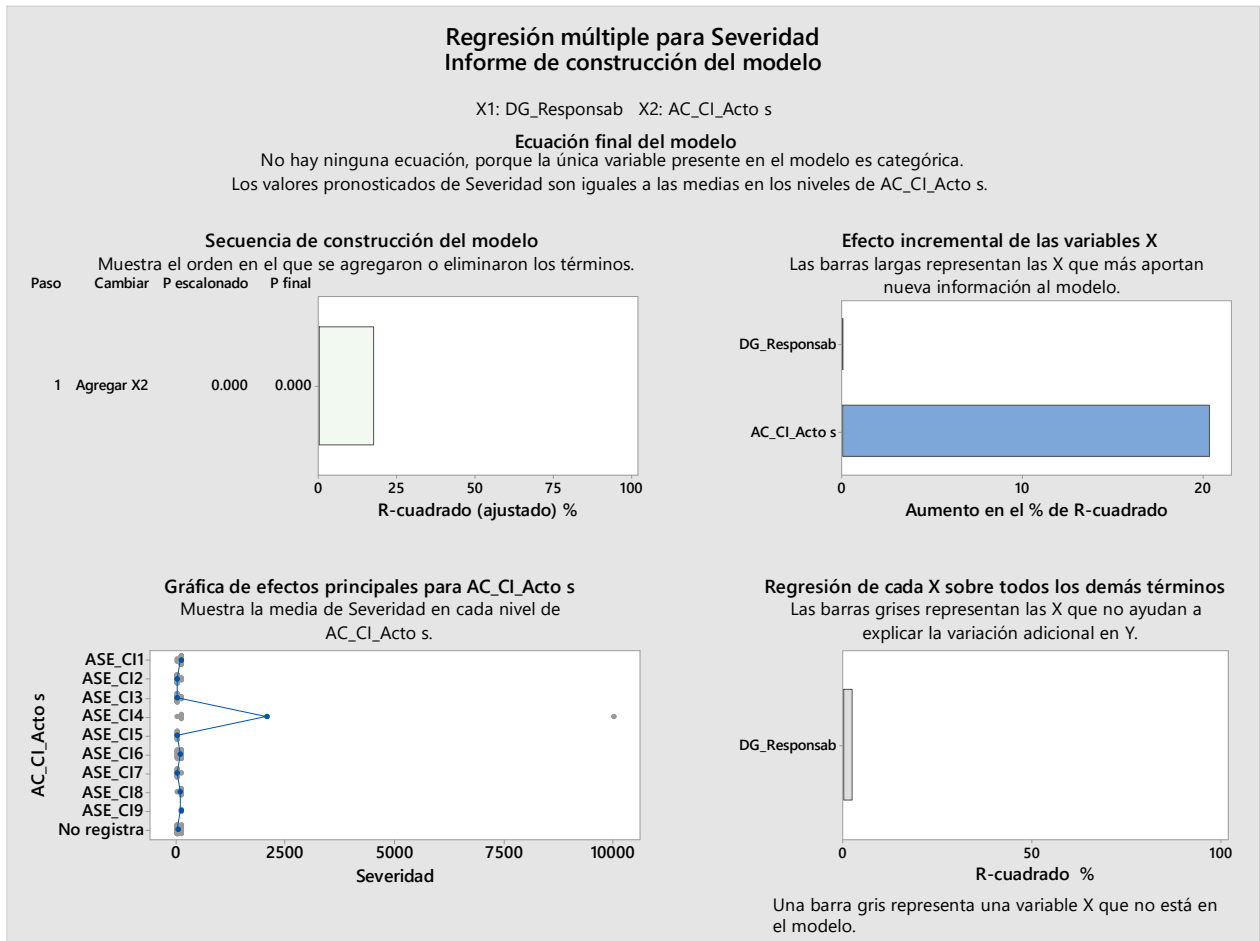 Regresión múltiple para Severidad
Informe de construcción del modelo
X1: DG_Responsab X2: AC_CI_Acto s
Ecuación final del modelo
No hay ninguna ecuación, porque la única variable presente en el modelo es categórica.
Los valores pronosticados de Severidad son iguales a las medias en los niveles de AC_CI_Acto s.
Secuencia de construcción del modelo
Muestra el orden en el que se agregaron o eliminaron los términos.
Paso Cambiar P escalonado P final
1 Agregar X2 0.000 0.000
0 25 50 75 100
R-cuadrado (ajustado) %
Efecto incremental de las variables X
Las barras largas representan las X que más aportan
nueva información al modelo.
DG_Responsab
AC_CI_Acto s
0 10 20
Aumento en el % de R-cuadrado
Gráfica de efectos principales para AC_CI_Acto s
Muestra la media de Severidad en cada nivel de
AC_CI_Acto s.
AC_CI_Acto s
ASE_CI1
ASE_CI2
ASE_CI3
ASE_CI4
ASE_CI5
ASE_CI6
ASE_CI7
ASE_CI8
ASE_CI9
No registra
0 2500 5000 7500 10000
Severidad
Regresión de cada X sobre todos los demás términos
Las barras grises representan las X que no ayudan a
explicar la variación adicional en Y.
DG_Responsab
0 50 100
R-cuadrado %
Una barra gris representa una variable X que no está en
el modelo.